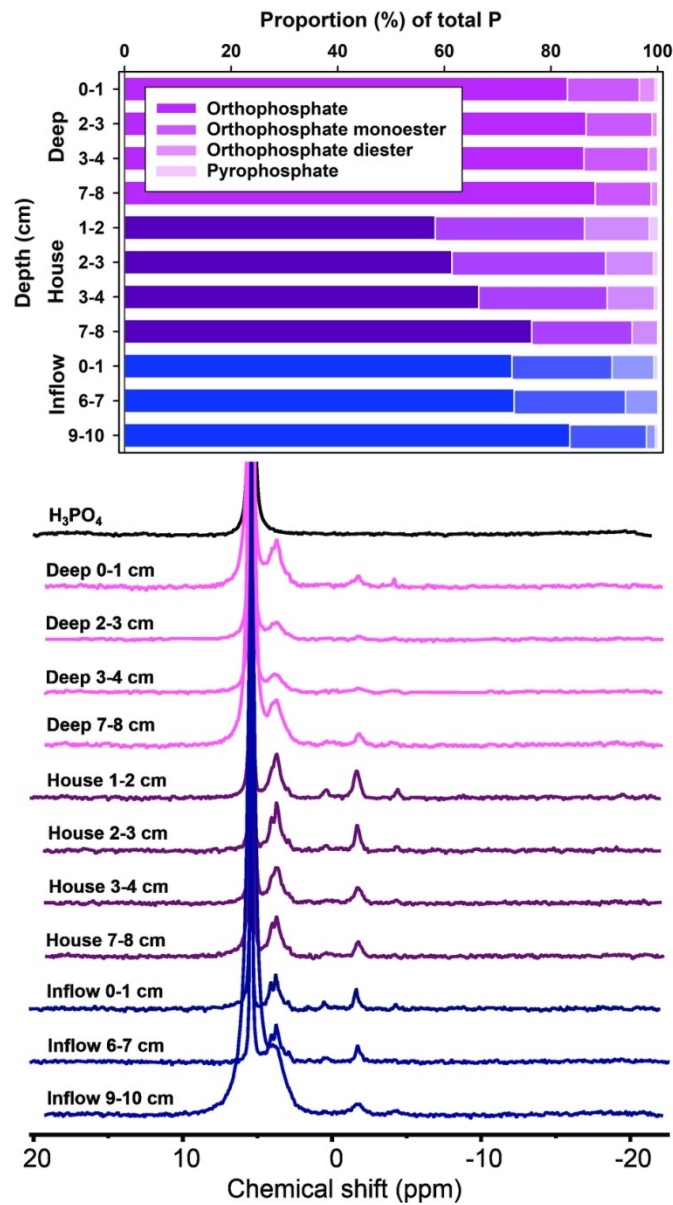 Proportion (%) of total P
0 20 40 60 80 100
Depth (cm)
Deep
House
Inflow
0-1
2-3
3-4
7-8
1-2
2-3
3-4
7-8
0-1
6-7
9-10
Orthophosphate
Orthophosphate monoester
Orthophosphate diester
Pyrophosphate
H₃PO₄
Deep 0-1 cm
Deep 2-3 cm
Deep 3-4 cm
Deep 7-8 cm
House 1-2 cm
House 2-3 cm
House 3-4 cm
House 7-8 cm
Inflow 0-1 cm
Inflow 6-7 cm
Inflow 9-10 cm
20 10 0 -10 -20
Chemical shift (ppm)